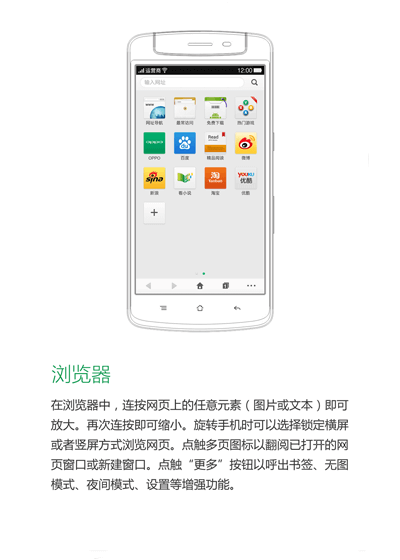 运营商 12:00
输入网址
网址导航 最常访问 免费下载 热门游戏
oppo Read
OPPO 百度 精品阅读 微博
sina 淘 Taobao YOUKU 优酷
新浪 看小说 淘宝 优酷
浏览器
在浏览器中，连按网页上的任意元素（图片或文本）即可
放大。再次连按即可缩小。旋转手机时可以选择锁定横屏
或者竖屏方式浏览网页。点触多页图标以翻阅已打开的网
页窗口或新建窗口。点触“更多”按钮以呼出书签、无图
模式、夜间模式、设置等增强功能。